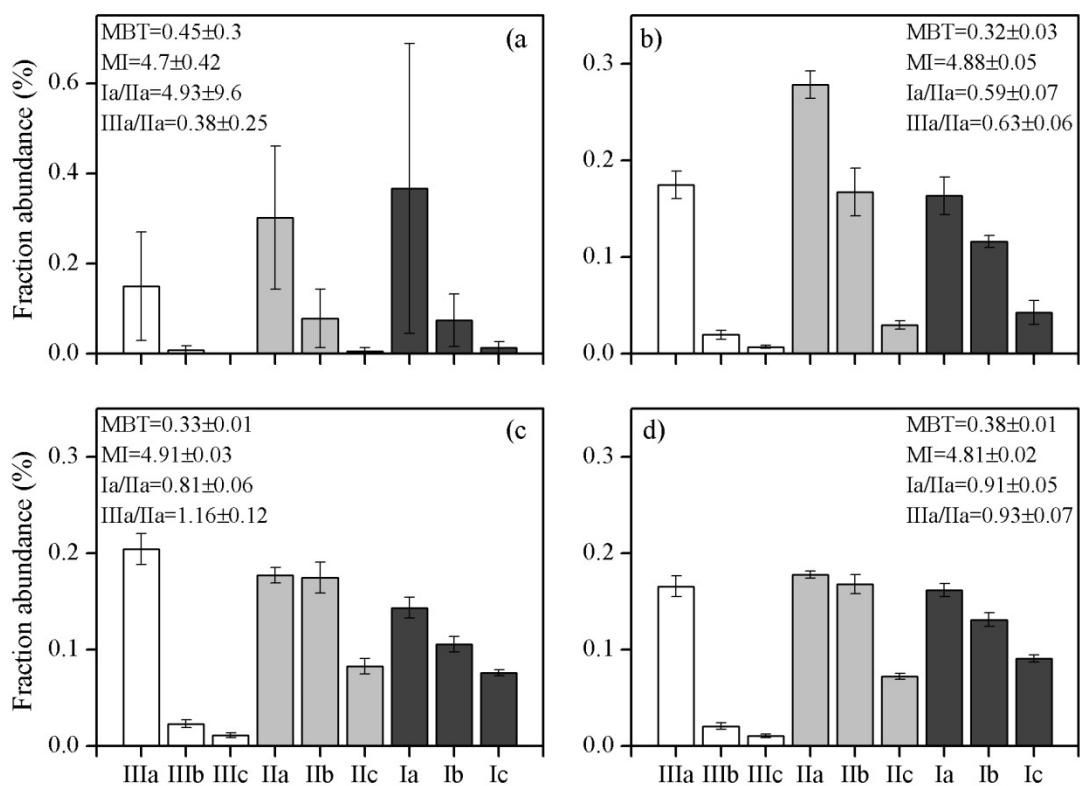 MBT=0.45±0.3
MI=4.7±0.42
Ia/IIa=4.93±9.6
IIIa/IIa=0.38±0.25
(a
Fraction abundance (%)
0.6
0.4
0.2
0.0
b)
MBT=0.32±0.03
MI=4.88±0.05
Ia/IIa=0.59±0.07
IIIa/IIa=0.63±0.06
0.3
0.2
0.1
0.0
MBT=0.33±0.01
MI=4.91±0.03
Ia/IIa=0.81±0.06
IIIa/IIa=1.16±0.12
(c
Fraction abundance (%)
0.3
0.2
0.1
0.0
IIIa IIIb IIIc IIa IIb IIc Ia Ib Ic
d)
MBT=0.38±0.01
MI=4.81±0.02
Ia/IIa=0.91±0.05
IIIa/IIa=0.93±0.07
0.3
0.2
0.1
0.0
IIIa IIIb IIIc IIa IIb IIc Ia Ib Ic